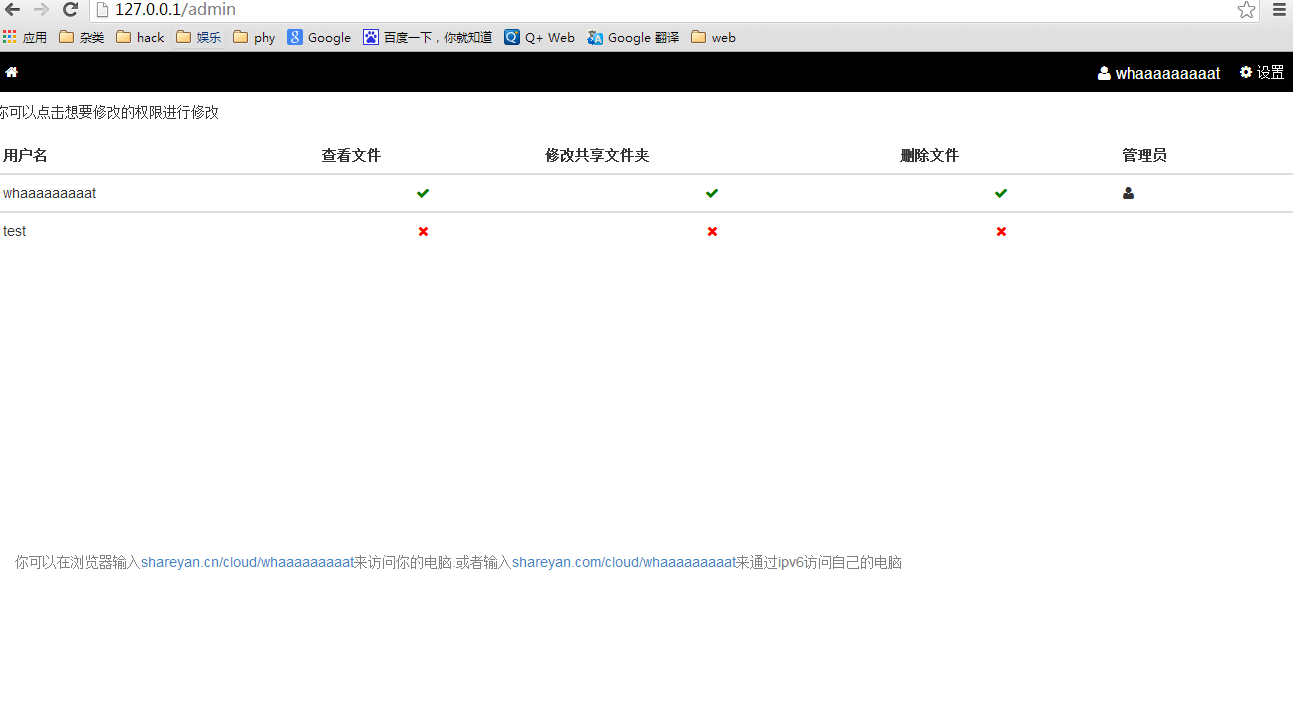 127.0.0.1/admin
应用 杂类 hack 娱乐 phy Google 百度一下，你就知道 Q+ Web Google 翻译 web
whaaaaaaaaat 设置
你可以点击想要修改的权限进行修改
用户名 查看文件 修改共享文件夹 删除文件 管理员
whaaaaaaaaat
test
你可以在浏览器输入shareyan.cn/cloud/whaaaaaaaaat来访问你的电脑.或者输入shareyan.com/cloud/whaaaaaaaaat来通过ipv6访问自己的电脑